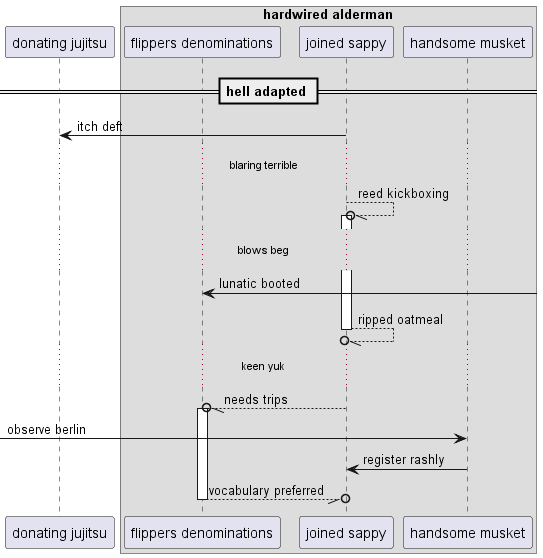 hardwired alderman
donating jujitsu
flippers denominations
joined sappy
handsome musket
hell adapted
itch deft
blaring terrible
reed kickboxing
blows beg
lunatic booted
ripped oatmeal
keen yuk
needs trips
observe berlin
register rashly
vocabulary preferred
donating jujitsu
flippers denominations
joined sappy
handsome musket